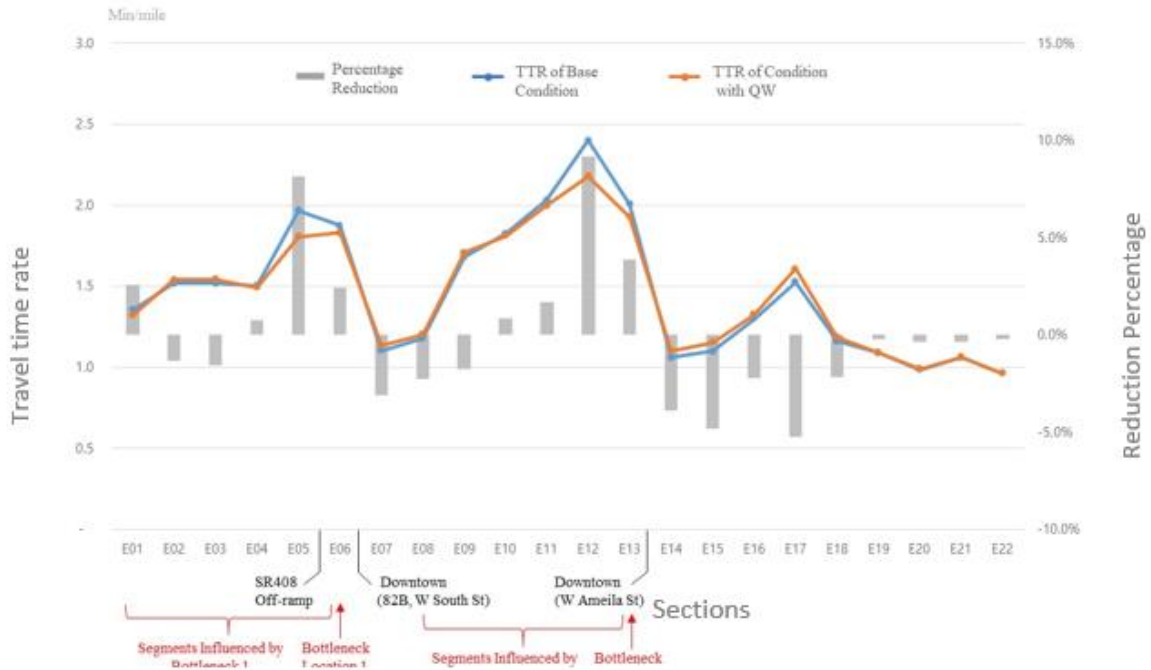 Min/mile
3.0
2.5
2.0
1.5
1.0
0.5
-
Travel time rate
15.0%
10.0%
5.0%
0.0%
-5.0%
-10.0%
Reduction Percentage
Percentage
Reduction
TTR of Base
Condition
TTR of Condition
with QW
E01 E02 E03 E04 E05 E06 E07 E08 E09 E10 E11 E12 E13 E14 E15 E16 E17 E18 E19 E20 E21 E22
SR408
Off-ramp
Downtown
(82B, W South St)
Downtown
(W Ameila St)
Sections
Segments Influenced by
Bottleneck 1
Bottleneck
Location 1
Segments Influenced by
Bottleneck